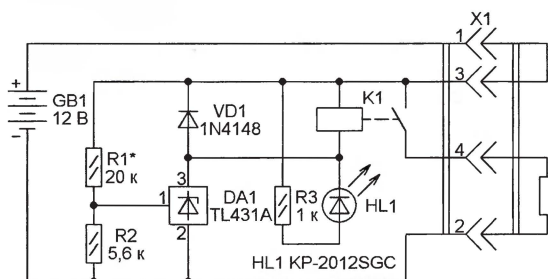 X1
1
3
GB1
12 В
VD1
1N4148
K1
R1*
20 к
3
1
DA1
TL431A
R3
1 к
HL1
4
R2
5,6 к
2
2
HL1 KP-2012SGC